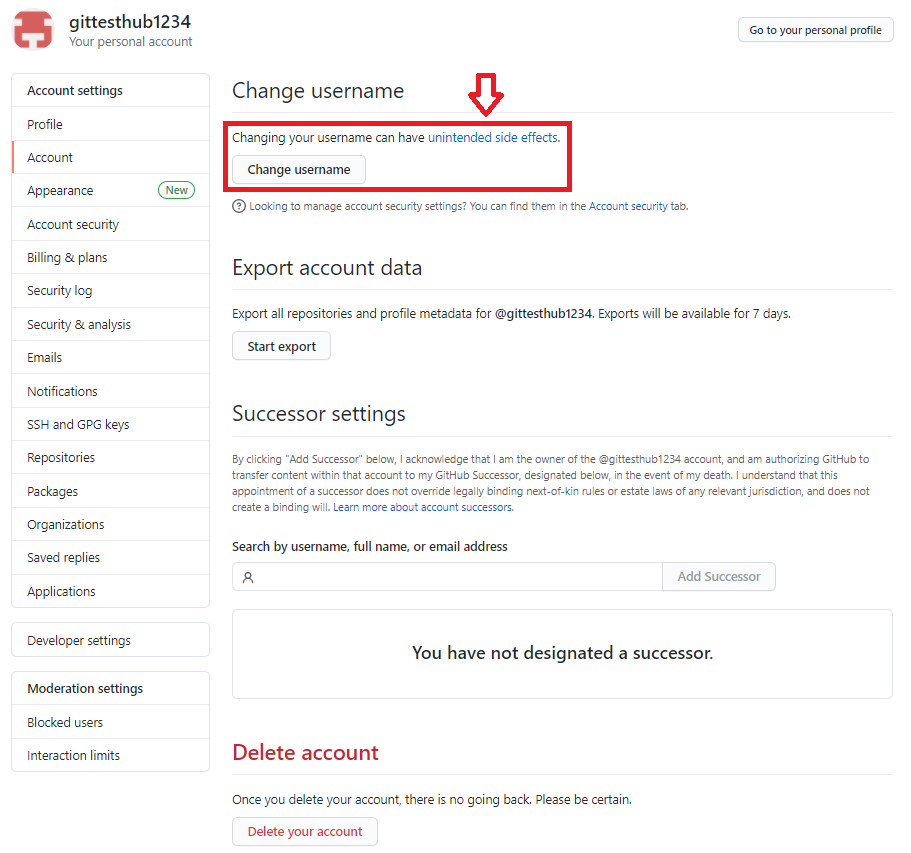 gittesthub1234
Your personal account
Go to your personal profile
Account settings
Profile
Account
Appearance
New
Account security
Billing & plans
Security log
Security & analysis
Emails
Notifications
SSH and GPG keys
Repositories
Packages
Organizations
Saved replies
Applications
Developer settings
Moderation settings
Blocked users
Interaction limits
Change username
Changing your username can have unintended side effects.
Change username
Looking to manage account security settings? You can find them in the Account security tab.
Export account data
Export all repositories and profile metadata for @gittesthub1234. Exports will be available for 7 days.
Start export
Successor settings
By clicking "Add Successor" below, I acknowledge that I am the owner of the @gittesthub1234 account, and am authorizing GitHub to
transfer content within that account to my GitHub Successor, designated below, in the event of my death. I understand that this
appointment of a successor does not override legally binding next-of-kin rules or estate laws of any relevant jurisdiction, and does not
create a binding will. Learn more about account successors.
Search by username, full name, or email address
Add Successor
You have not designated a successor.
Delete account
Once you delete your account, there is no going back. Please be certain.
Delete your account